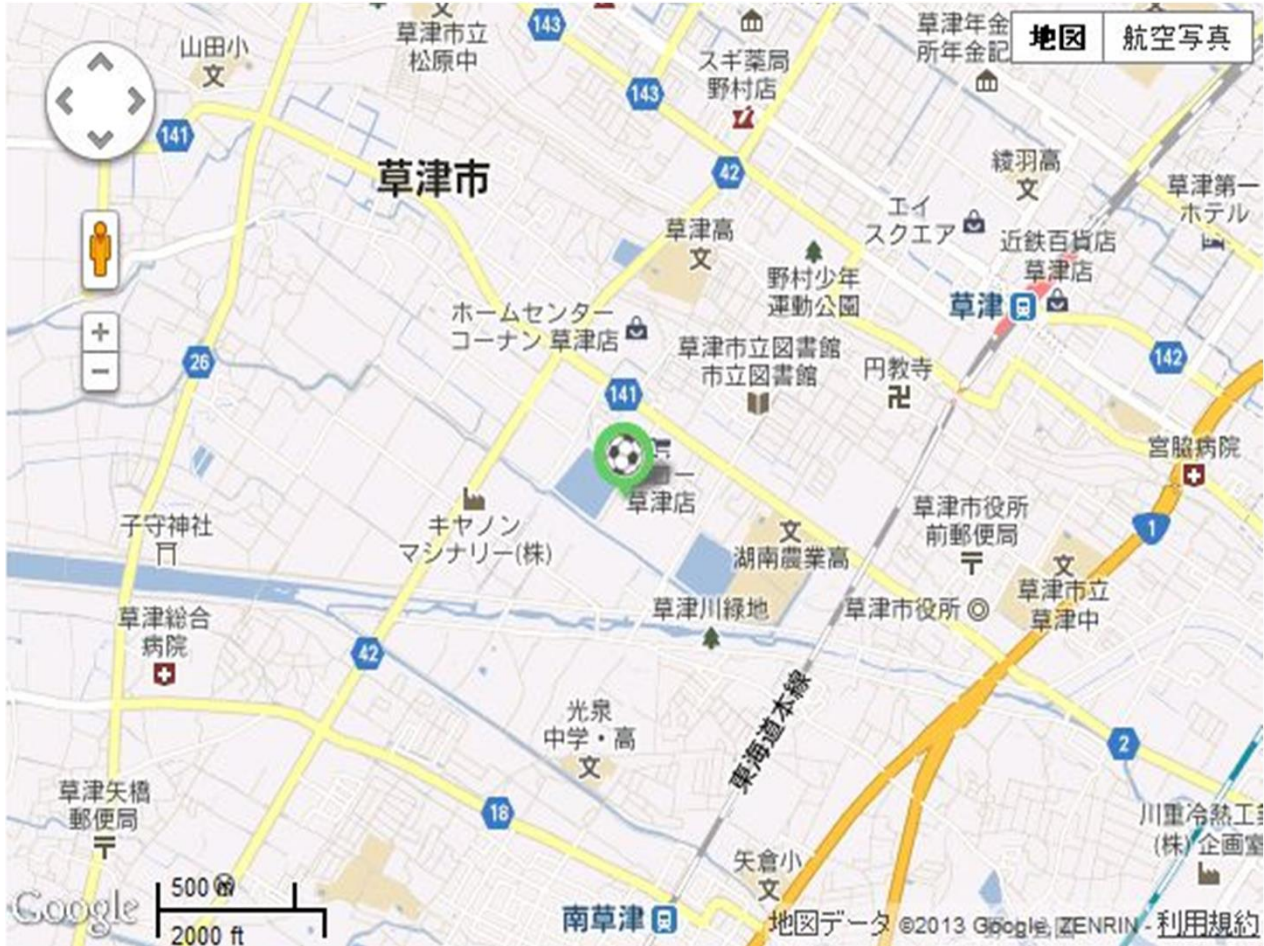 143
草津市立
松原中
山田小
文
草津年金
所年金記
地図
航空写真
スギ薬局
野村店
143
141
42
草津市
綾羽高
文
草津第一
ホテル
エイ
スクエア
近鉄百貨店
草津店
草津高
文
野村少年
運動公園
草津
ホームセンター
コーナン 草津店
草津市立図書館
市立図書館
円教寺
卍
142
26
141
宮脇病院
ー
草津店
キヤノン
マシナリー(株)
子守神社
文
湖南農業高
草津市役所
前郵便局
〒
1
文
草津市立
草津中
草津川緑地
草津市役所 ◎
草津総合
病院
42
東海道本線
光泉
中学・高
文
2
草津矢橋
郵便局
〒
18
川重冷熱工業
(株) 企画室
矢倉小
文
南草津
Google
500 m
2000 ft
地図データ ©2013 Google, ZENRIN - 利用規約